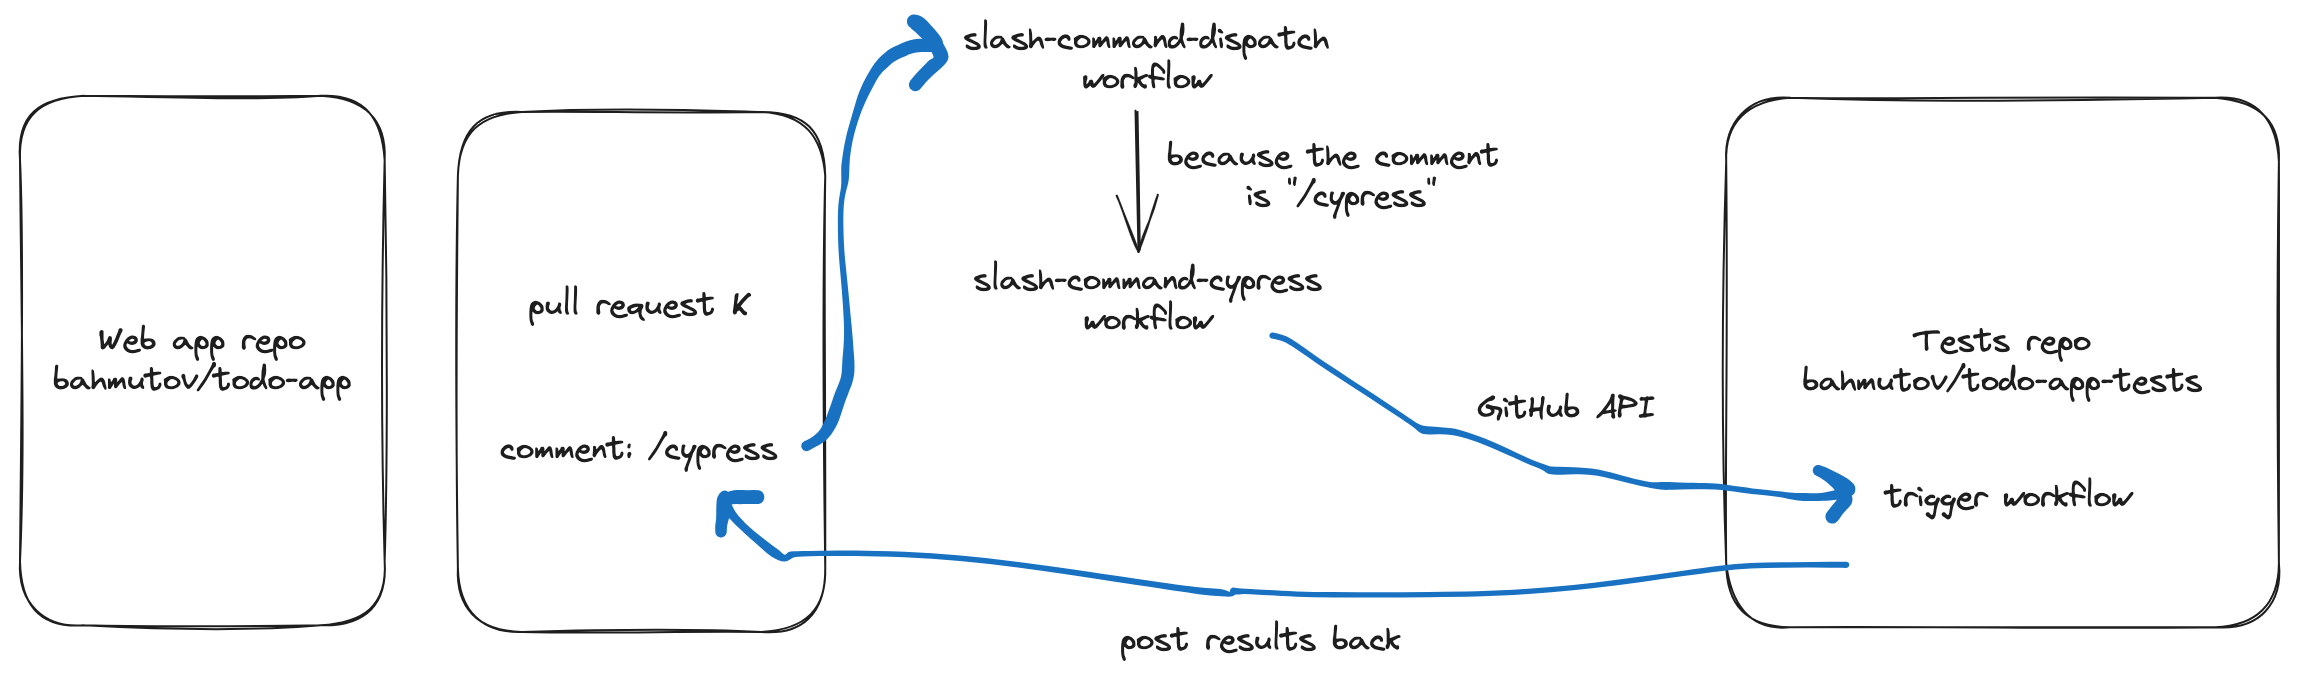 Web app repo
bahmutov/todo-app
pull request K
comment: /cypress
slash-command-dispatch
workflow
because the comment
is "/cypress"
slash-command-cypress
workflow
GitHub API
Tests repo
bahmutov/todo-app-tests
trigger workflow
post results back